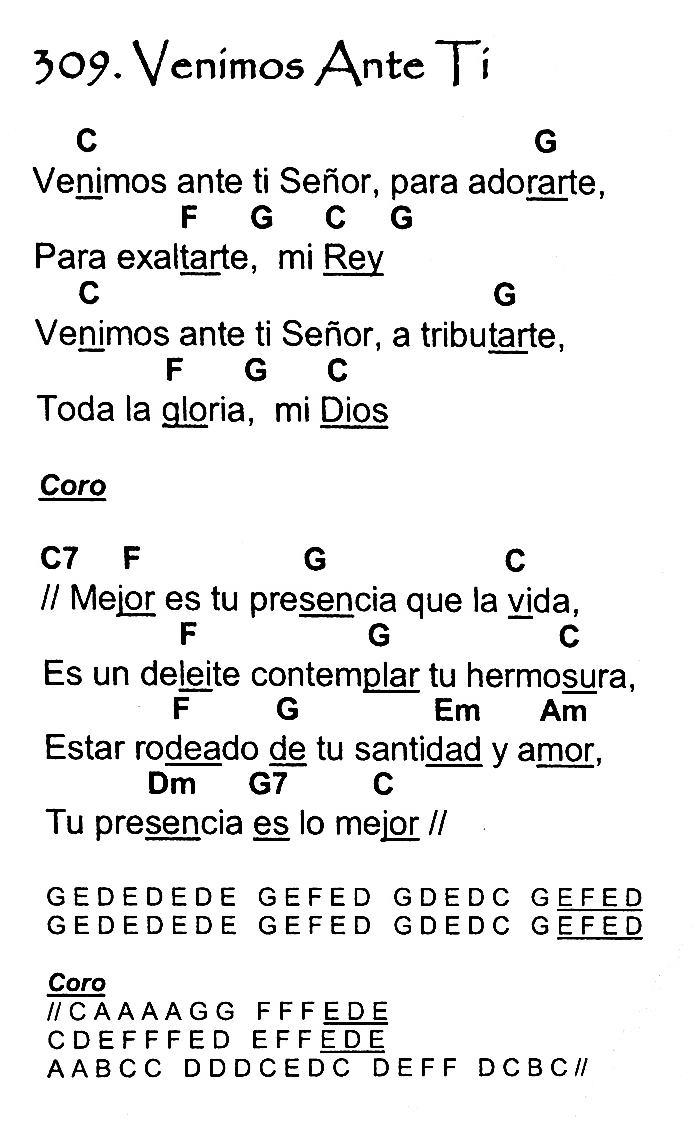 309. Venimos Ante Ti
C G
Venimos ante ti Señor, para adorarte,
F G C G
Para exaltarte, mi Rey
C G
Venimos ante ti Señor, a tributarte,
F G C
Toda la gloria, mi Dios
Coro
C7 F G C
// Mejor es tu presencia que la vida,
F G C
Es un deleite contemplar tu hermosura,
F G Em Am
Estar rodeado de tu santidad y amor,
Dm G7 C
Tu presencia es lo mejor //
G E D E D E D E G E F E D G D E D C G E F E D
G E D E D E D E G E F E D G D E D C G E F E D
Coro
// C A A A A G G F F F E D E
C D E F F F E D E F F E D E
A A B C C D D D C E D C D E F F D C B C //